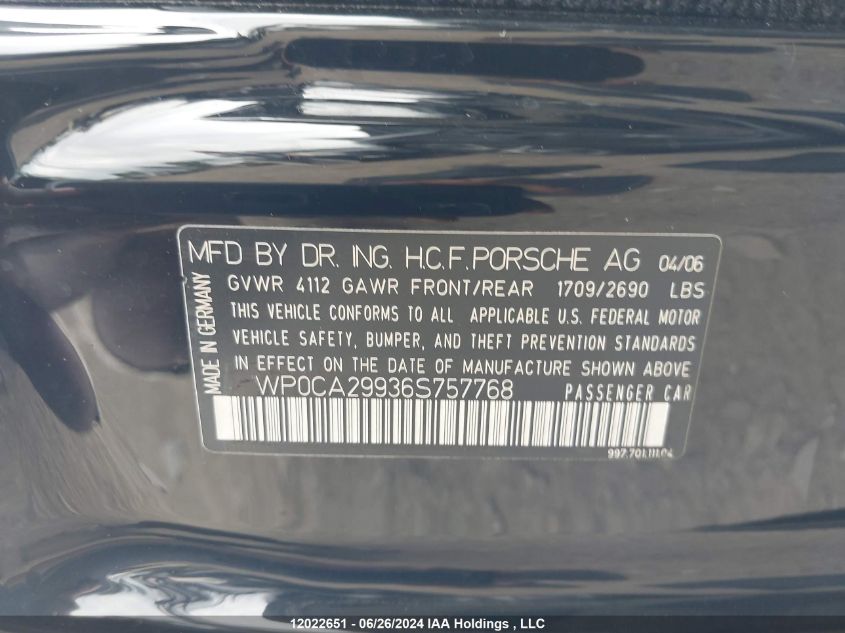 MFD BY DR. ING. H.C.F. PORSCHE AG 04/06
GVWR 4112 GAWR FRONT/REAR 1709/2690 LBS
THIS VEHICLE CONFORMS TO ALL APPLICABLE U.S. FEDERAL MOTOR
VEHICLE SAFETY, BUMPER, AND THEFT PREVENTION STANDARDS
IN EFFECT ON THE DATE OF MANUFACTURE SHOWN ABOVE
WP0CA29936S757768 PASSENGER CAR
MADE IN GERMANY
997.701.111.04
12022651 - 06/26/2024 IAA Holdings , LLC